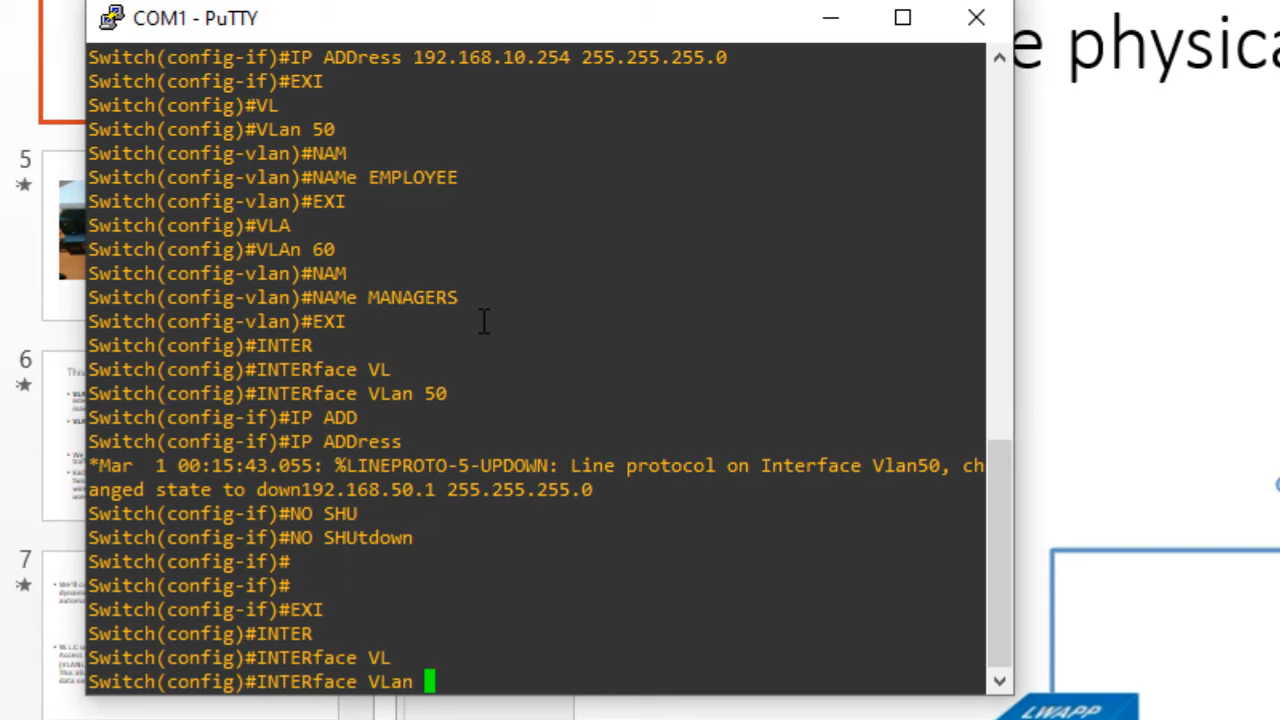 COM1 - PuTTY
e physica
Switch(config-if)#IP ADDress 192.168.10.254 255.255.255.0
Switch(config-if)#EXI
Switch(config)#VL
Switch(config)#VLan 50
Switch(config-vlan)#NAM
Switch(config-vlan)#NAMe EMPLOYEE
Switch(config-vlan)#EXI
Switch(config)#VLA
Switch(config)#VLAn 60
Switch(config-vlan)#NAM
Switch(config-vlan)#NAMe MANAGERS
Switch(config-vlan)#EXI
Switch(config)#INTER
Switch(config)#INTERface VL
Switch(config)#INTERface VLan 50
Switch(config-if)#IP ADD
Switch(config-if)#IP ADDress
*Mar  1 00:15:43.055: %LINEPROTO-5-UPDOWN: Line protocol on Interface Vlan50, ch
anged state to down192.168.50.1 255.255.255.0
Switch(config-if)#NO SHU
Switch(config-if)#NO SHUtdown
Switch(config-if)#
Switch(config-if)#
Switch(config-if)#EXI
Switch(config)#INTER
Switch(config)#INTERface VL
Switch(config)#INTERface VLan
5
6
7
LWAPP